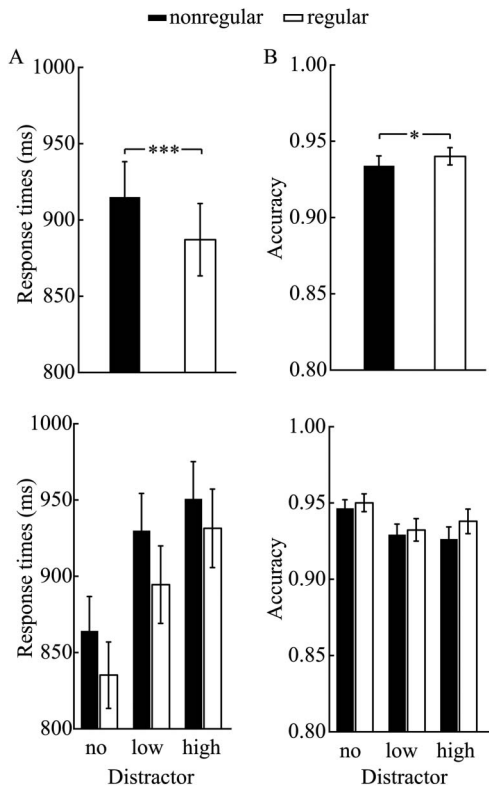 nonregular regular
A
Response times (ms)
1000
950
900
850
800
***
B
Accuracy
1.00
0.95
0.90
0.85
0.80
*
Response times (ms)
1000
950
900
850
800
no low high
Distractor
Accuracy
1.00
0.95
0.90
0.85
0.80
no low high
Distractor